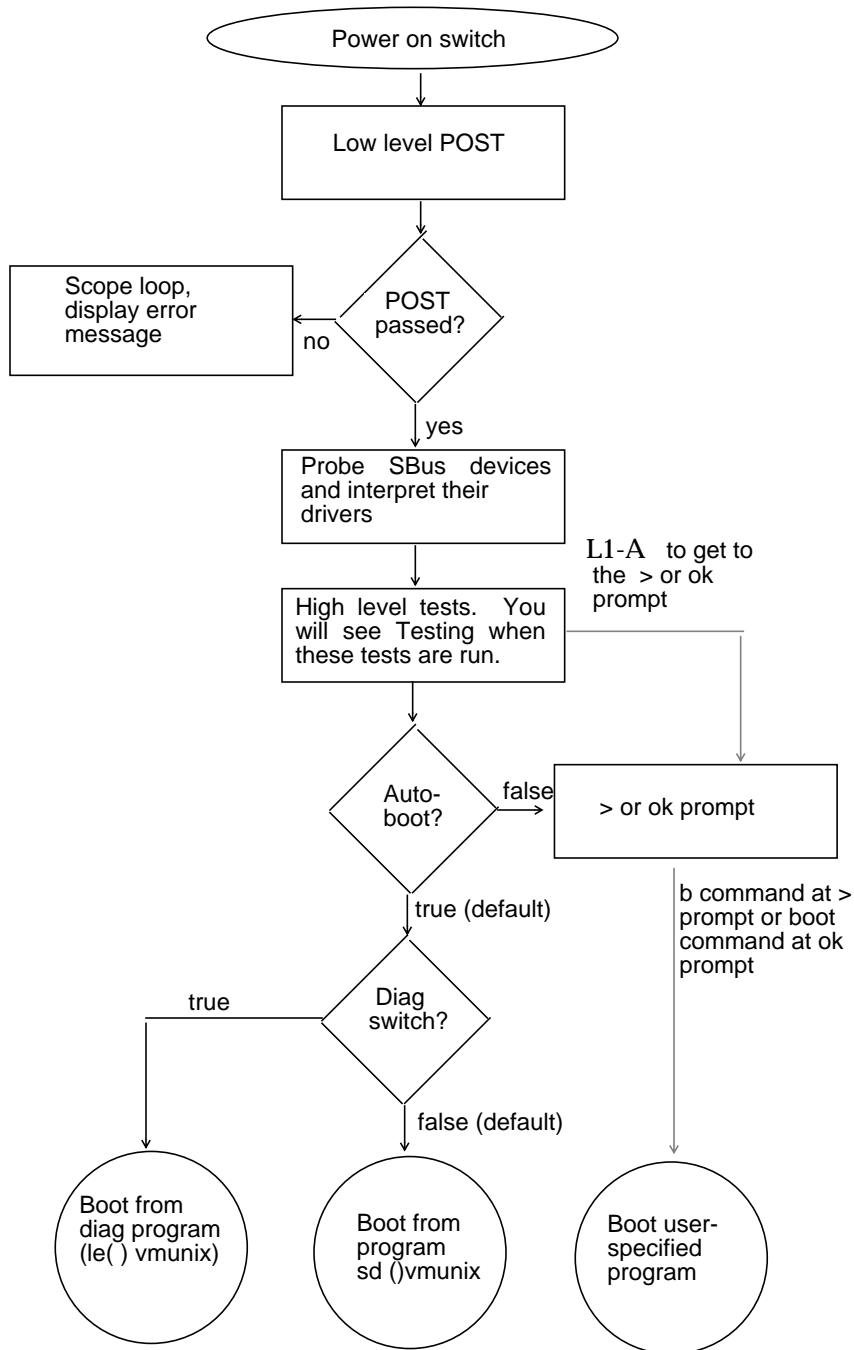 Power on switch
Low level POST
POST
passed?
Scope loop,
display error
message
no
yes
Probe SBus devices
and interpret their
drivers
L1-A to get to
the > or ok
prompt
High level tests. You
will see Testing when
these tests are run.
Auto-
boot?
false
> or ok prompt
true (default)
b command at >
prompt or boot
command at ok
prompt
Diag
switch?
true
false (default)
Boot from
diag program
(le( ) vmunix)
Boot from
program
sd ()vmunix
Boot user-
specified
program